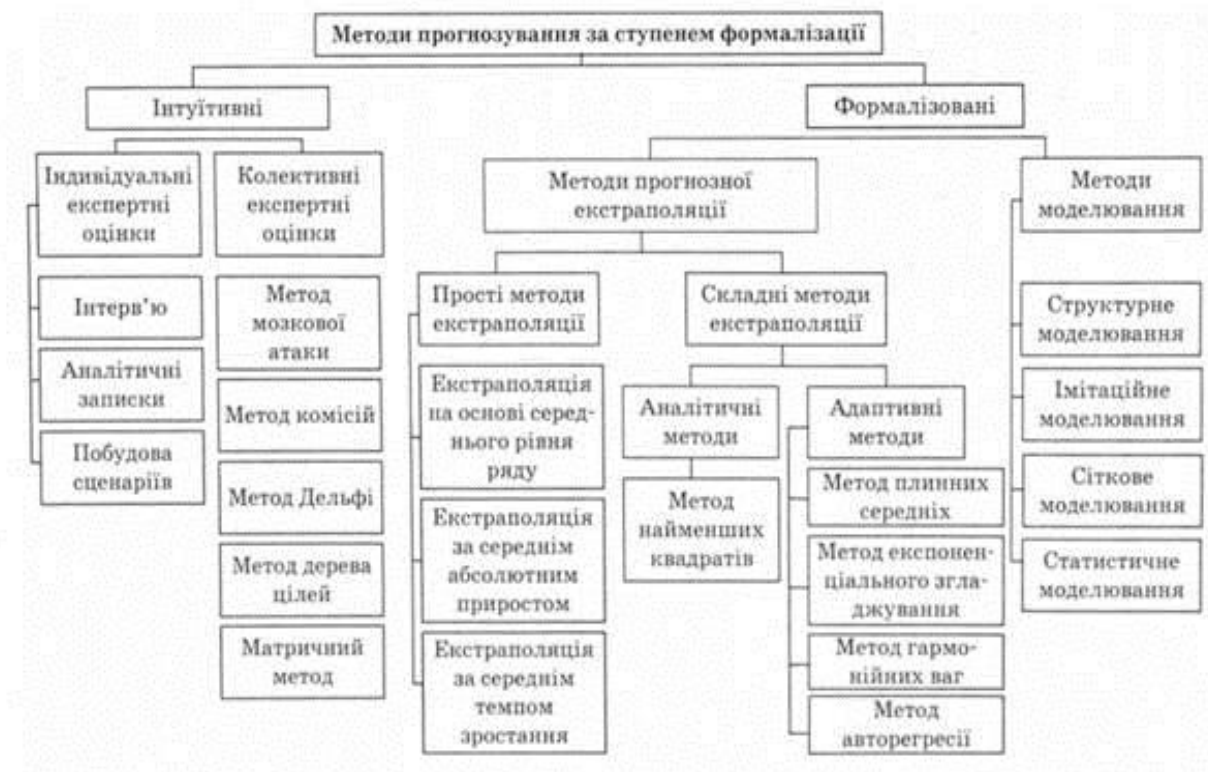 Методи прогнозування за ступенем формалізації
Інтуїтивні
Формалізовані
Індивідуальні
експертні
оцінки
Інтерв’ю
Аналітичні
записки
Побудова
сценаріїв
Колективні
експертні
оцінки
Метод
мозкової
атаки
Метод комісій
Метод Дельфі
Метод дерева
цілей
Матричний
метод
Методи прогнозної
екстраполяції
Прості методи
екстраполяції
Екстраполяція
на основі серед-
нього рівня
ряду
Екстраполяція
за середнім
абсолютним
приростом
Екстраполяція
за середнім
темпом
зростання
Складні методи
екстраполяції
Аналітичні
методи
Метод
найменших
квадратів
Адаптивні
методи
Метод плинних
середніх
Метод експонен-
ціального згла-
джування
Метод гармо-
нійних ваг
Метод
авторегресії
Методи
моделювання
Структурне
моделювання
Імітаційне
моделювання
Сіткове
моделювання
Статистичне
моделювання